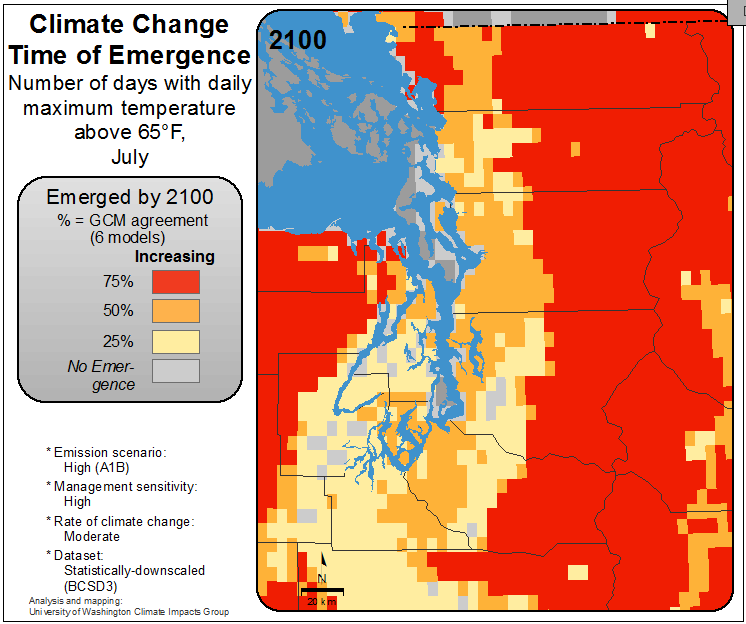 Climate Change
Time of Emergence
Number of days with daily
maximum temperature
above 65°F,
July
Emerged by 2100
% = GCM agreement
(6 models)
Increasing
75%
50%
25%
No Emer-
gence
* Emission scenario:
High (A1B)
* Management sensitivity:
High
* Rate of climate change:
Moderate
* Dataset:
Statistically-downscaled
(BCSD3)
Analysis and mapping:
University of Washington Climate Impacts Group
2100
N
20 km